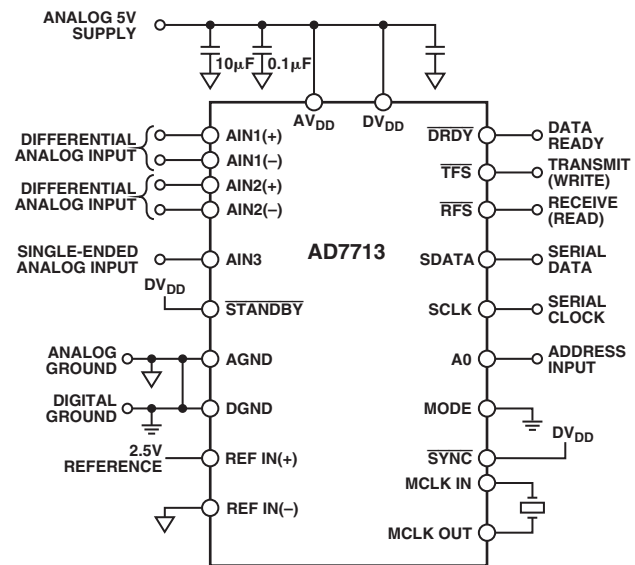 ANALOG 5V
SUPPLY
10µF
0.1µF
AVDD
DVDD
DIFFERENTIAL
ANALOG INPUT
AIN1(+)
AIN1(–)
DIFFERENTIAL
ANALOG INPUT
AIN2(+)
AIN2(–)
SINGLE-ENDED
ANALOG INPUT
AIN3
DVDD
STANDBY
ANALOG
GROUND
AGND
DIGITAL
GROUND
DGND
2.5V
REFERENCE
REF IN(+)
REF IN(–)
AD7713
DRDY
DATA
READY
TFS
TRANSMIT
(WRITE)
RFS
RECEIVE
(READ)
SDATA
SERIAL
DATA
SCLK
SERIAL
CLOCK
A0
ADDRESS
INPUT
MODE
SYNC
DVDD
MCLK IN
MCLK OUT